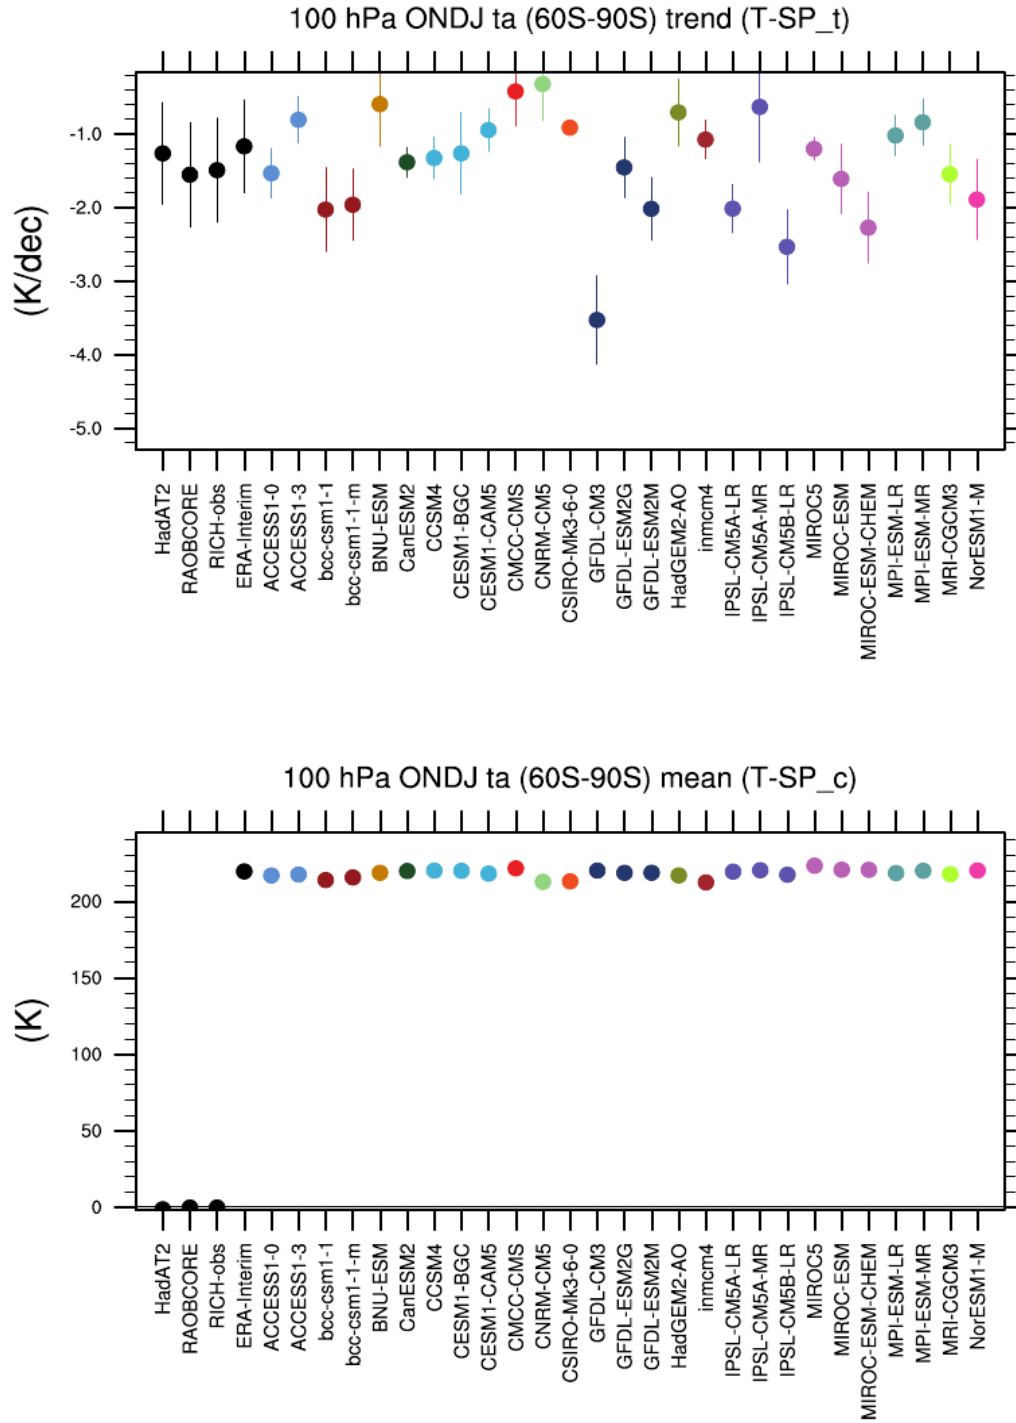 100 hPa ONDJ ta (60S-90S) trend (T-SP_t)
(K/dec)
-1.0
-2.0
-3.0
-4.0
-5.0
HadAT2
RAOBCORE
RICH-obs
ERA-Interim
ACCESS1-0
ACCESS1-3
bcc-csm1-1
bcc-csm1-1-m
BNU-ESM
CanESM2
CCSM4
CESM1-BGC
CESM1-CAM5
CMCC-CMS
CNRM-CM5
CSIRO-Mk3-6-0
GFDL-CM3
GFDL-ESM2G
GFDL-ESM2M
HadGEM2-AO
inmcm4
IPSL-CM5A-LR
IPSL-CM5A-MR
IPSL-CM5B-LR
MIROC5
MIROC-ESM
MIROC-ESM-CHEM
MPI-ESM-LR
MPI-ESM-MR
MRI-CGCM3
NorESM1-M
100 hPa ONDJ ta (60S-90S) mean (T-SP_c)
(K)
200
150
100
50
0
HadAT2
RAOBCORE
RICH-obs
ERA-Interim
ACCESS1-0
ACCESS1-3
bcc-csm1-1
bcc-csm1-1-m
BNU-ESM
CanESM2
CCSM4
CESM1-BGC
CESM1-CAM5
CMCC-CMS
CNRM-CM5
CSIRO-Mk3-6-0
GFDL-CM3
GFDL-ESM2G
GFDL-ESM2M
HadGEM2-AO
inmcm4
IPSL-CM5A-LR
IPSL-CM5A-MR
IPSL-CM5B-LR
MIROC5
MIROC-ESM
MIROC-ESM-CHEM
MPI-ESM-LR
MPI-ESM-MR
MRI-CGCM3
NorESM1-M